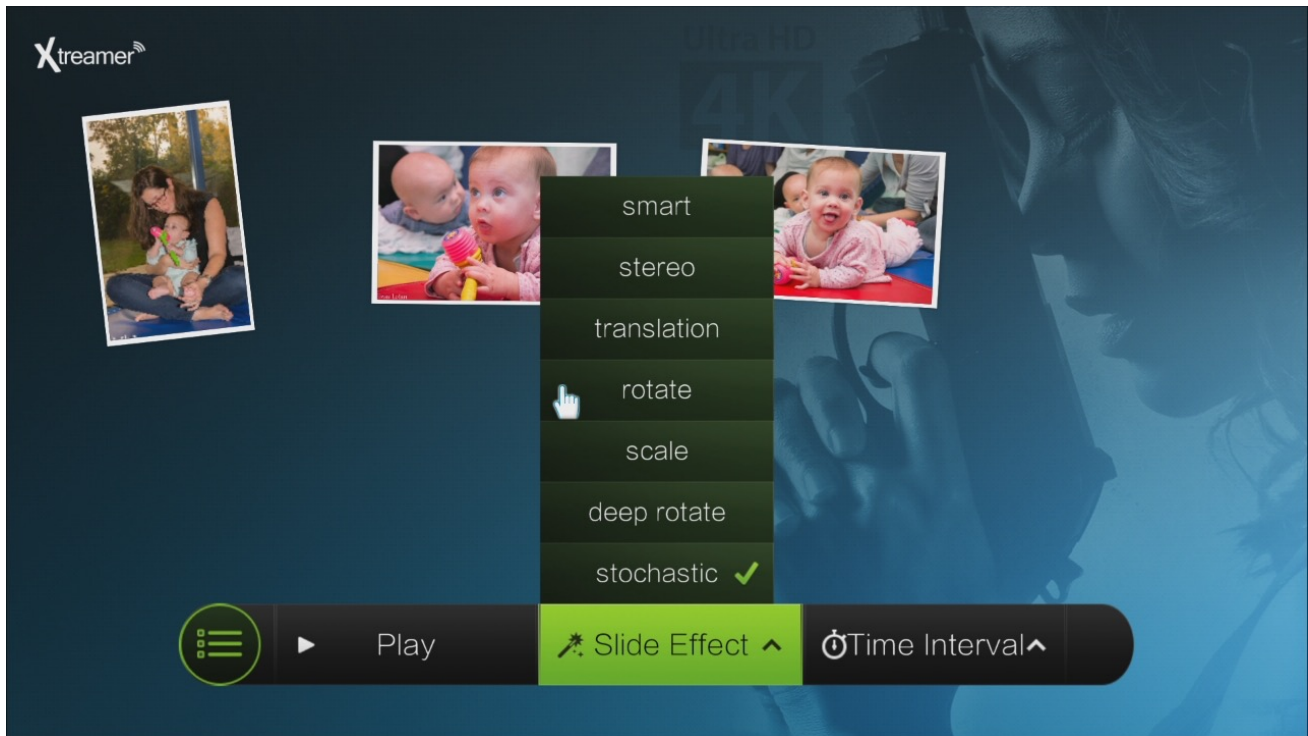 Xtreamer
Ultra HD
4K
smart
stereo
translation
rotate
scale
deep rotate
stochastic
Play
Slide Effect
Time Interval